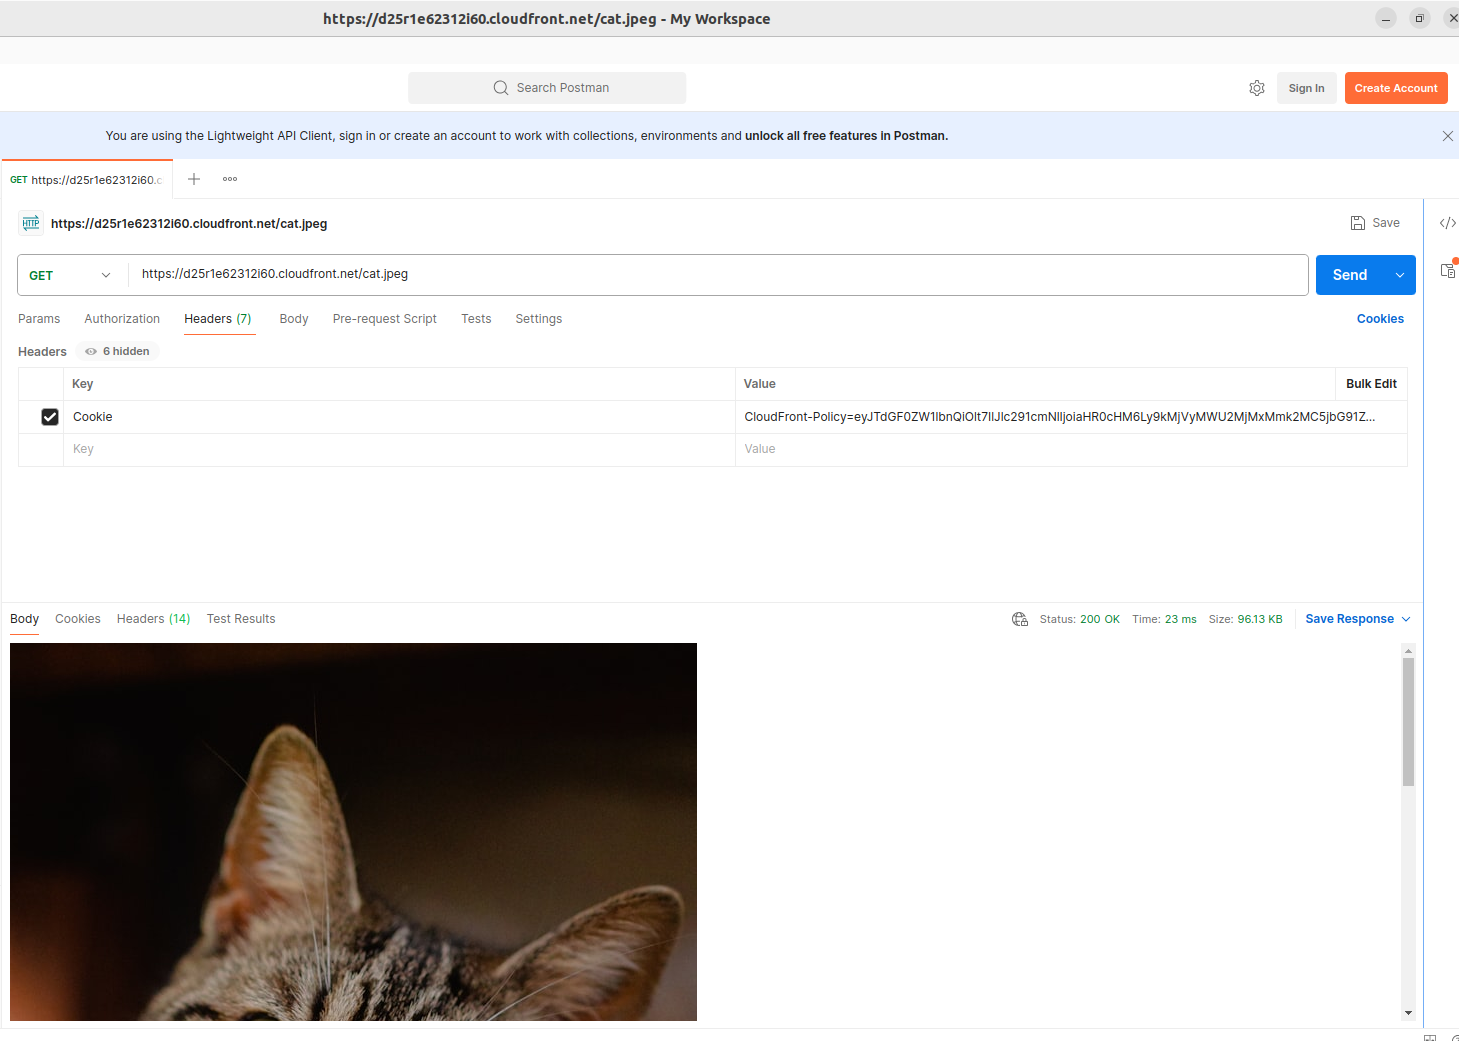 https://d25r1e62312i60.cloudfront.net/cat.jpeg - My Workspace
Search Postman
Sign In
Create Account
You are using the Lightweight API Client, sign in or create an account to work with collections, environments and unlock all free features in Postman.
GET https://d25r1e62312i60.c
HTTP https://d25r1e62312i60.cloudfront.net/cat.jpeg
Save
GET
https://d25r1e62312i60.cloudfront.net/cat.jpeg
Send
Params Authorization Headers (7) Body Pre-request Script Tests Settings Cookies
Headers 6 hidden
Key Value Bulk Edit
Cookie CloudFront-Policy=eyJTdGF0ZW1lbnQiOlt7IlJlc291cmNlIjoiaHR0cHM6Ly9kMjVyMWU2MjMxMmk2MC5jbG91Z...
Key Value
Body Cookies Headers (14) Test Results Status: 200 OK Time: 23 ms Size: 96.13 KB Save Response